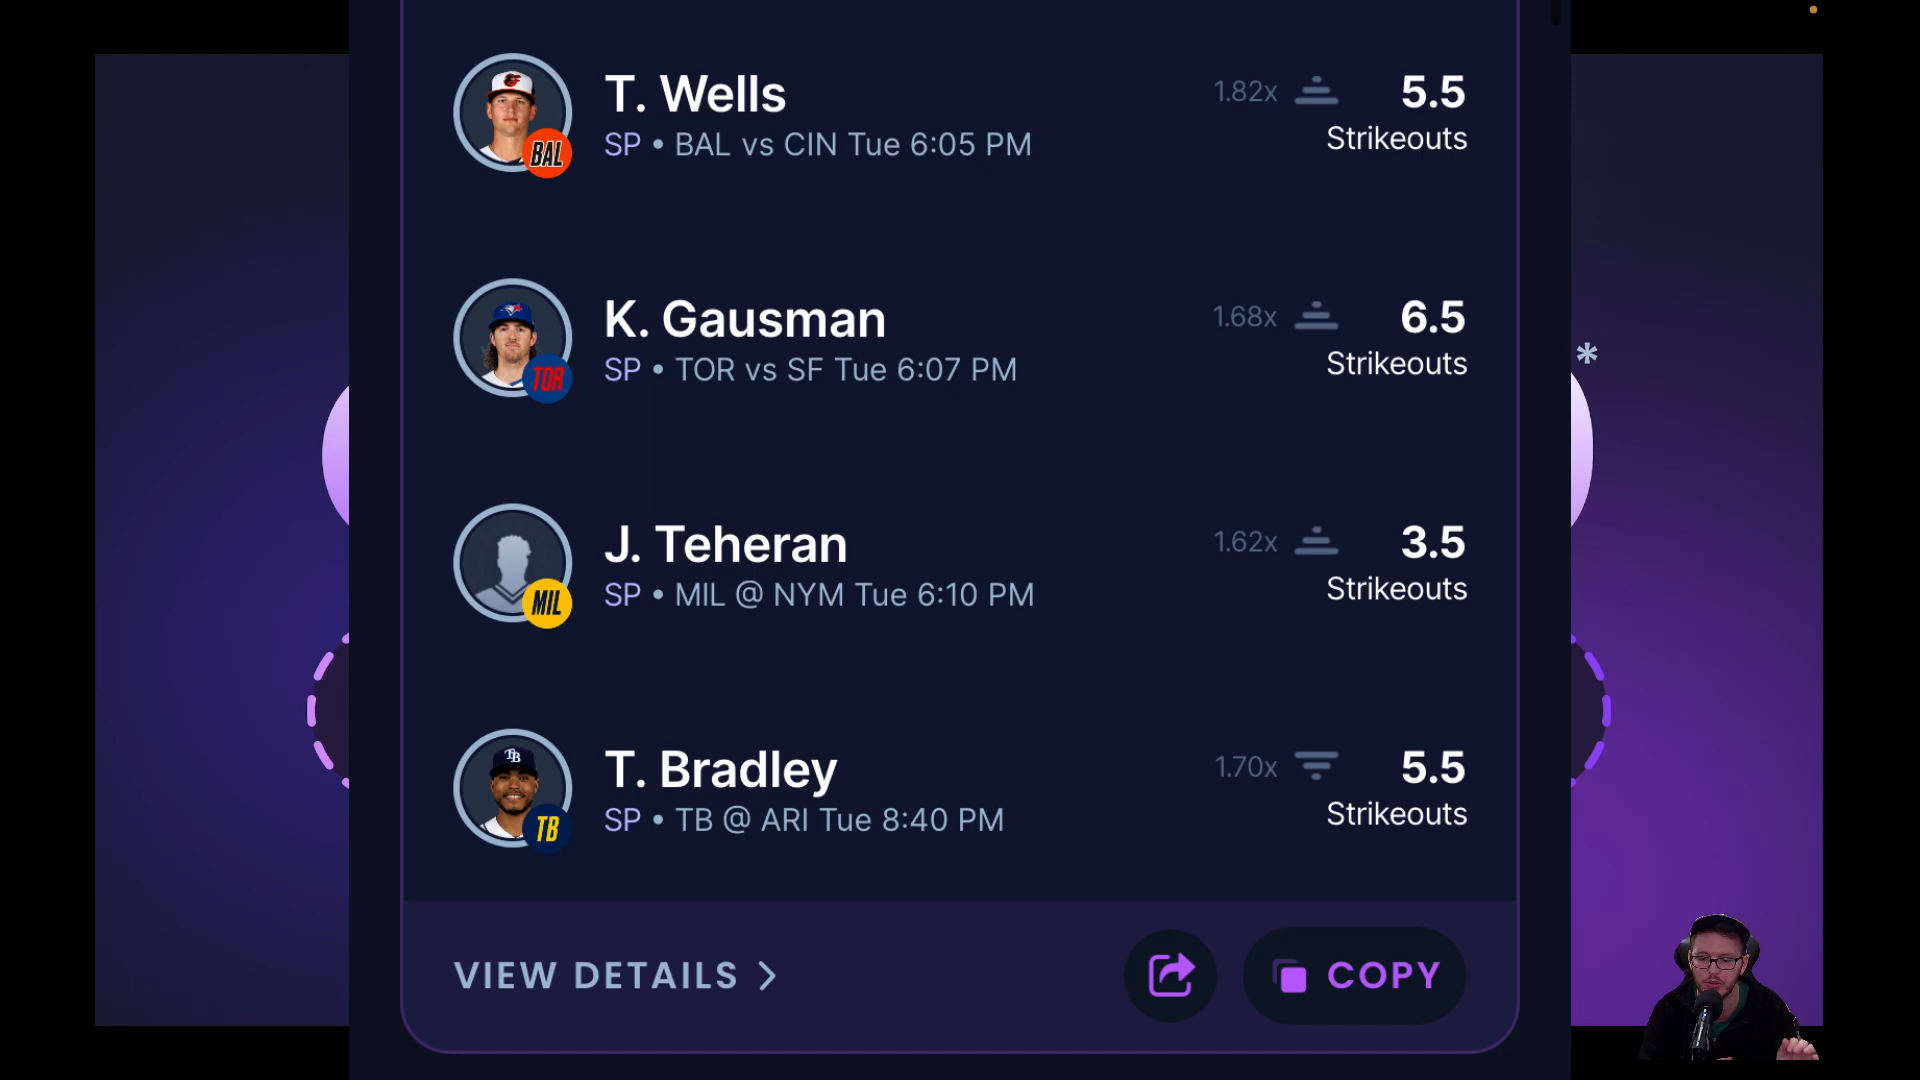 T. Wells
SP • BAL vs CIN Tue 6:05 PM
1.82x
5.5
Strikeouts
BAL
K. Gausman
SP • TOR vs SF Tue 6:07 PM
1.68x
6.5
Strikeouts
TOR
*
J. Teheran
SP • MIL @ NYM Tue 6:10 PM
1.62x
3.5
Strikeouts
MIL
T. Bradley
SP • TB @ ARI Tue 8:40 PM
1.70x
5.5
Strikeouts
TB
TB
VIEW DETAILS >
COPY